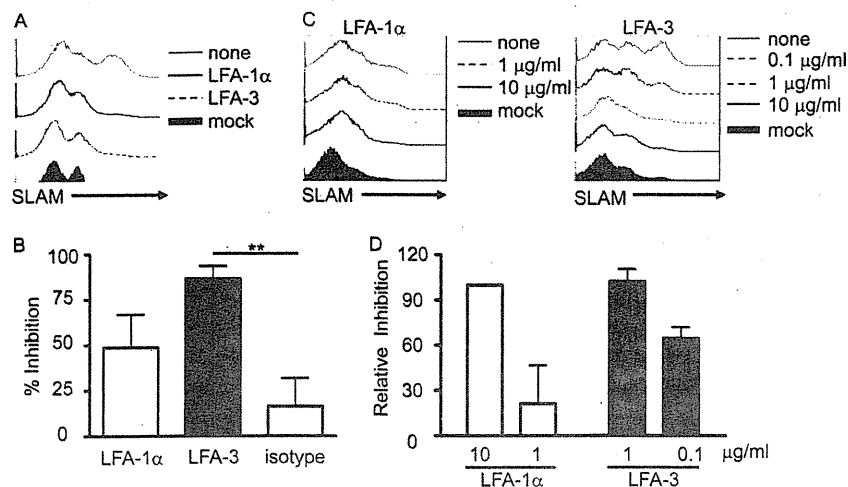 A
none
LFA-1α
LFA-3
mock
SLAM
C
LFA-1α
none
1 μg/ml
10 μg/ml
mock
SLAM
LFA-3
none
0.1 μg/ml
1 μg/ml
10 μg/ml
mock
SLAM
B
% Inhibition
100
75
50
25
0
**
LFA-1α LFA-3 isotype
D
Relative Inhibition
120
90
60
30
0
10 1 1 0.1 μg/ml
LFA-1α LFA-3